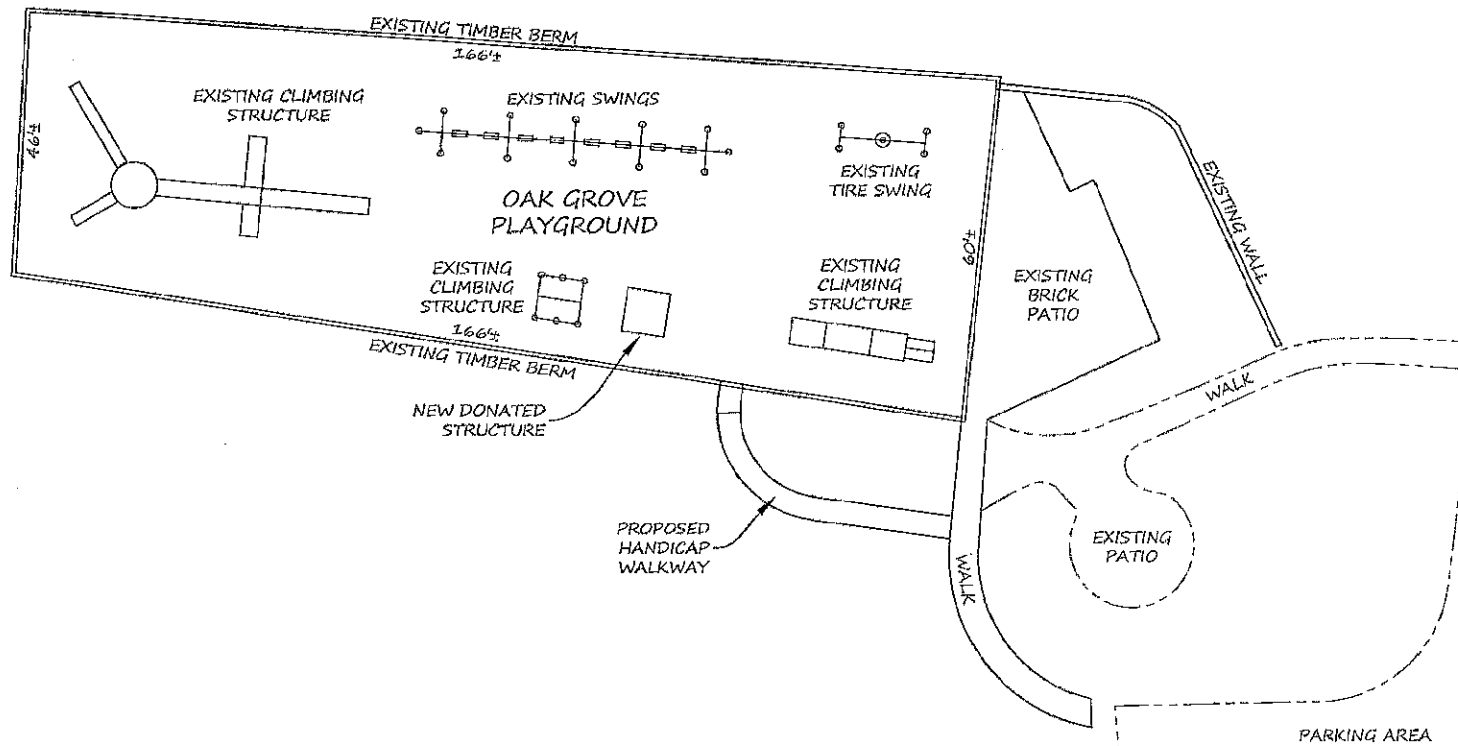 EXISTING TIMBER BERM
166'±
46'±
EXISTING CLIMBING
STRUCTURE
EXISTING SWINGS
EXISTING
TIRE SWING
OAK GROVE
PLAYGROUND
60'±
EXISTING WALL
EXISTING
CLIMBING
STRUCTURE
EXISTING
CLIMBING
STRUCTURE
EXISTING
BRICK
PATIO
166'±
EXISTING TIMBER BERM
NEW DONATED
STRUCTURE
WALK
PROPOSED
HANDICAP
WALKWAY
EXISTING
PATIO
WALK
PARKING AREA